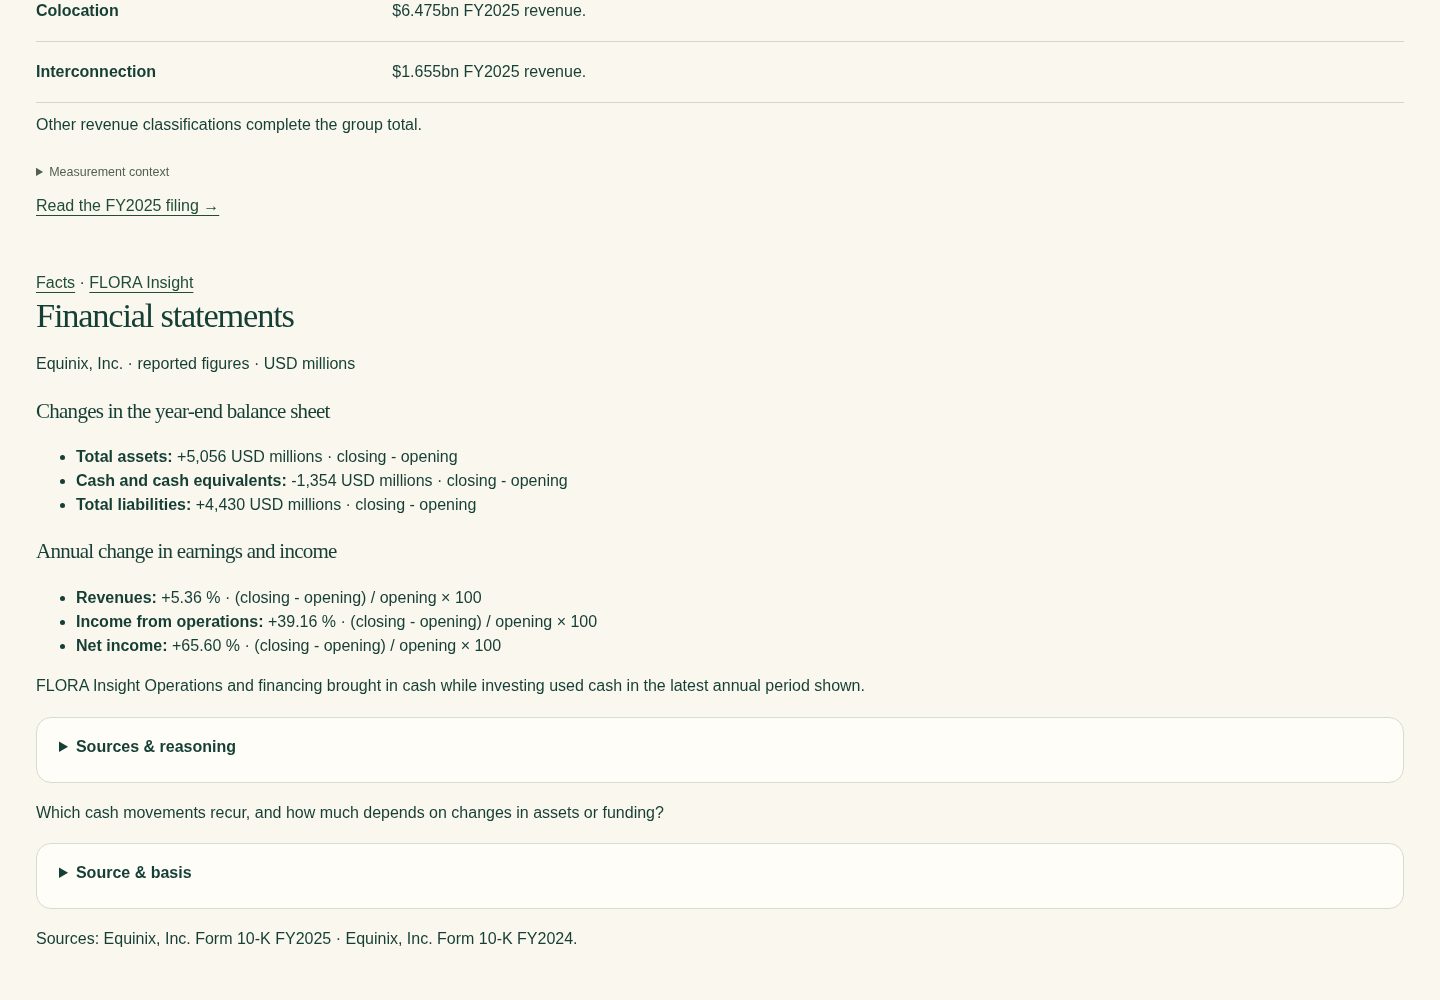 Colocation $6.475bn FY2025 revenue.
Interconnection $1.655bn FY2025 revenue.
Other revenue classifications complete the group total.
▶ Measurement context
Read the FY2025 filing →
Facts · FLORA Insight
Financial statements
Equinix, Inc. · reported figures · USD millions
Changes in the year-end balance sheet
• Total assets: +5,056 USD millions · closing - opening
• Cash and cash equivalents: -1,354 USD millions · closing - opening
• Total liabilities: +4,430 USD millions · closing - opening
Annual change in earnings and income
• Revenues: +5.36 % · (closing - opening) / opening × 100
• Income from operations: +39.16 % · (closing - opening) / opening × 100
• Net income: +65.60 % · (closing - opening) / opening × 100
FLORA Insight Operations and financing brought in cash while investing used cash in the latest annual period shown.
▶ Sources & reasoning
Which cash movements recur, and how much depends on changes in assets or funding?
▶ Source & basis
Sources: Equinix, Inc. Form 10-K FY2025 · Equinix, Inc. Form 10-K FY2024.